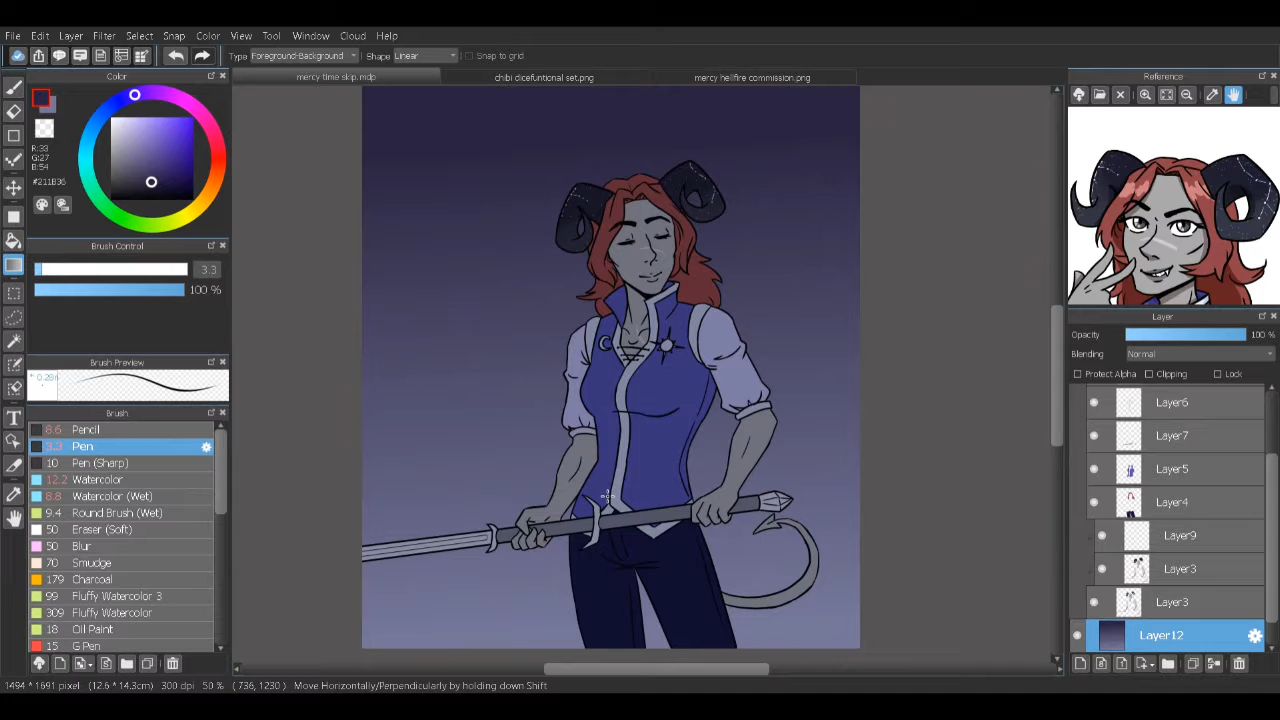 File Edit Layer Filter Select Snap Color View Tool Window Cloud Help
Type Foreground-Background Shape Linear Snap to grid
Color
mercy time skip.mdp chibi dicefuntional set.png mercy hellfire commission.png
Reference
R:33
G:27
B:54
#211B36
Brush Control
3.3
100 %
Brush Preview
* 0.28
Brush
8.6 Pencil
3.3 Pen
10 Pen (Sharp)
12.2 Watercolor
8.8 Watercolor (Wet)
9.4 Round Brush (Wet)
50 Eraser (Soft)
50 Blur
70 Smudge
179 Charcoal
99 Fluffy Watercolor 3
309 Fluffy Watercolor
18 Oil Paint
15 G Pen
Layer
Opacity 100 %
Blending Normal
Protect Alpha Clipping Lock
Layer6
Layer7
Layer5
Layer4
Layer9
Layer3
Layer3
Layer12
1494 * 1691 pixel (12.6 * 14.3cm) 300 dpi 50 % ( 736, 1230 ) Move Horizontally/Perpendicularly by holding down Shift